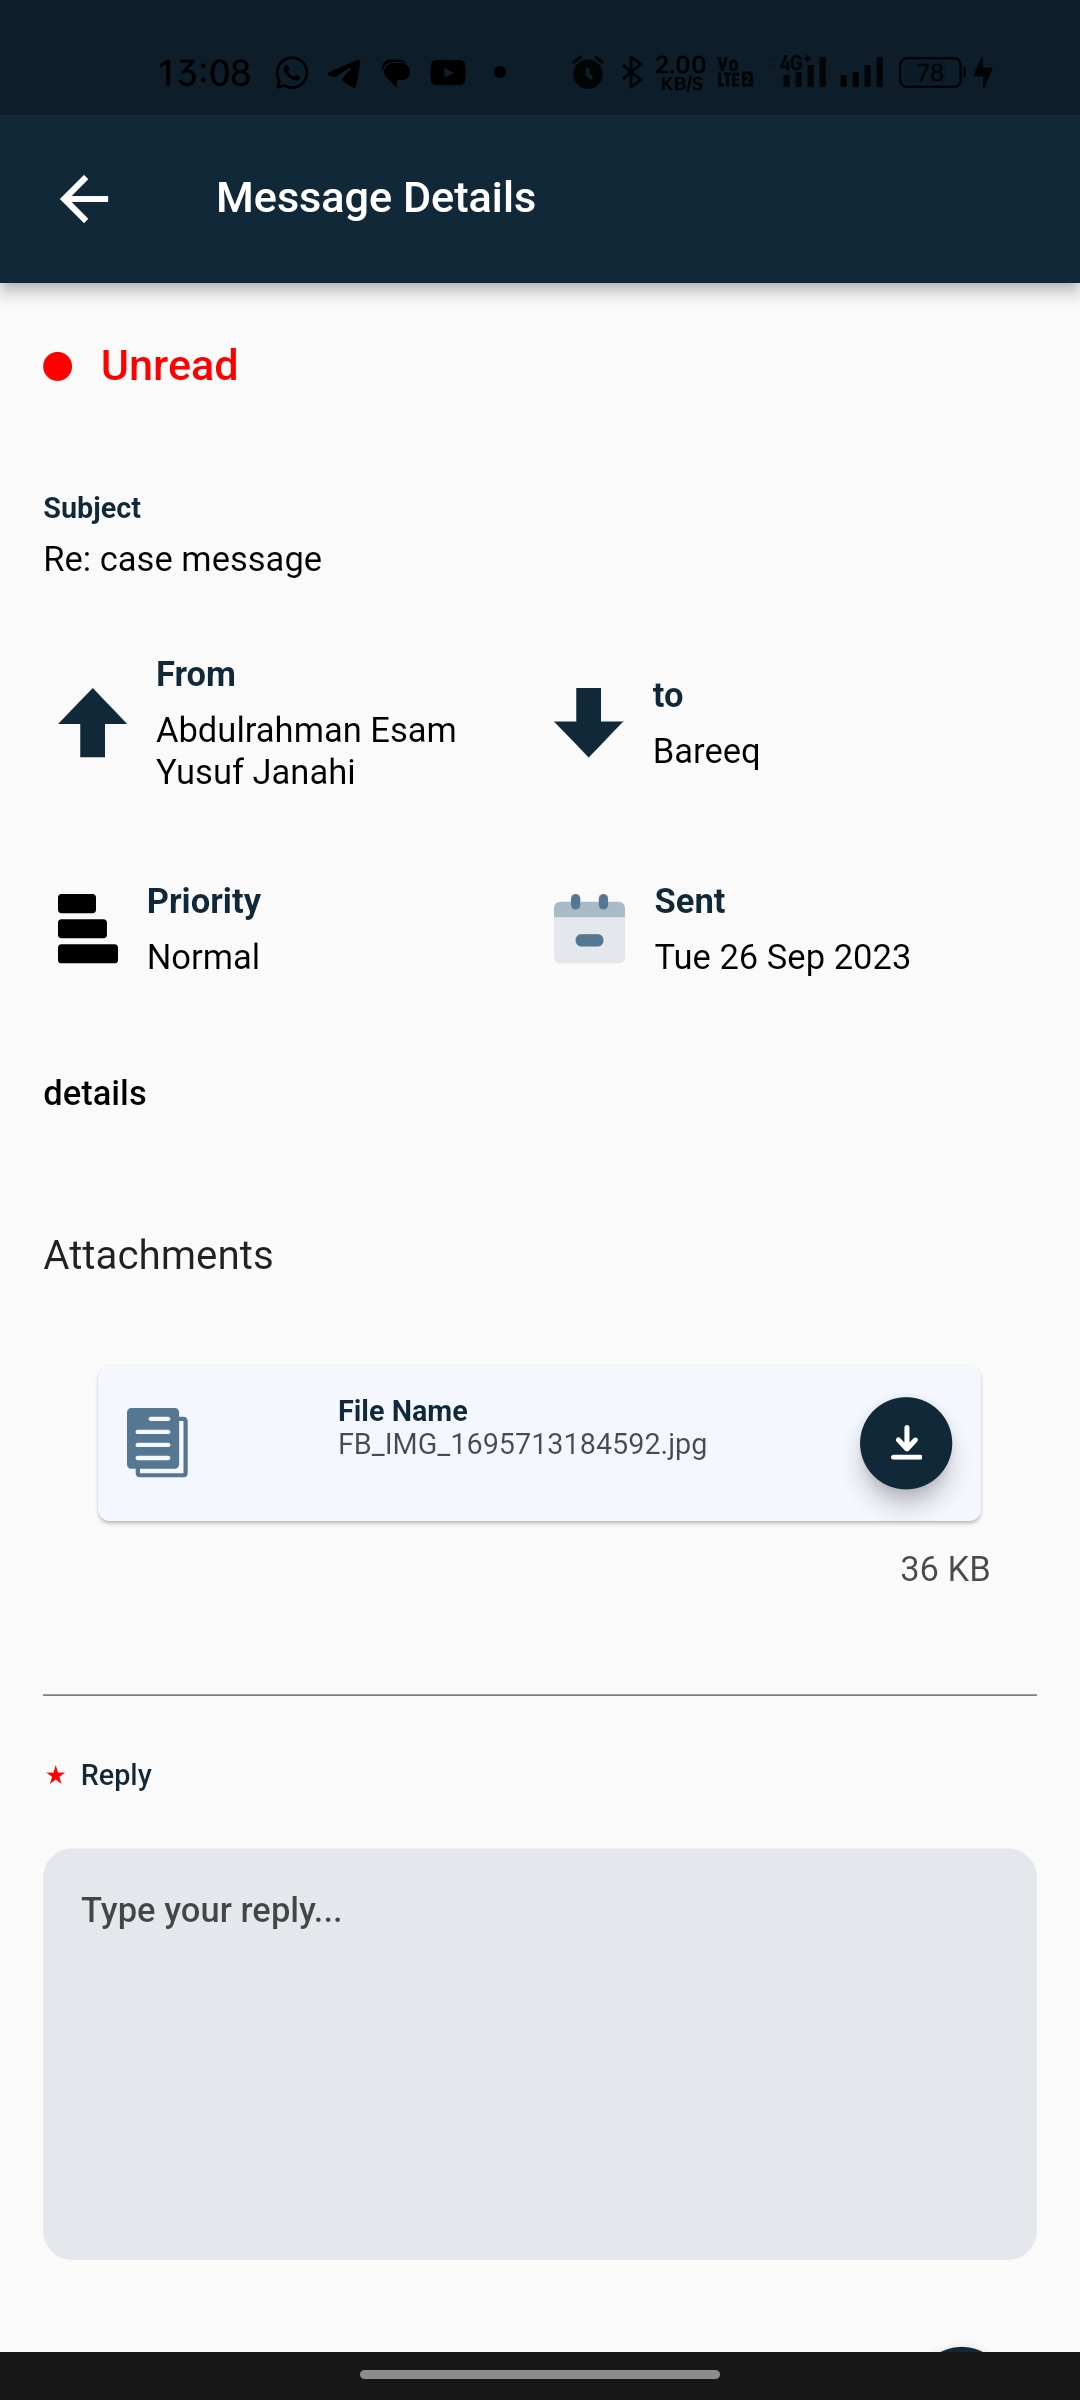 13:08
2.00
KB/S
Vo
LTE 2
4G+
78
Message Details
Unread
Subject
Re: case message
From
Abdulrahman Esam
Yusuf Janahi
to
Bareeq
Priority
Normal
Sent
Tue 26 Sep 2023
details
Attachments
File Name
FB_IMG_1695713184592.jpg
36 KB
★ Reply
Type your reply...